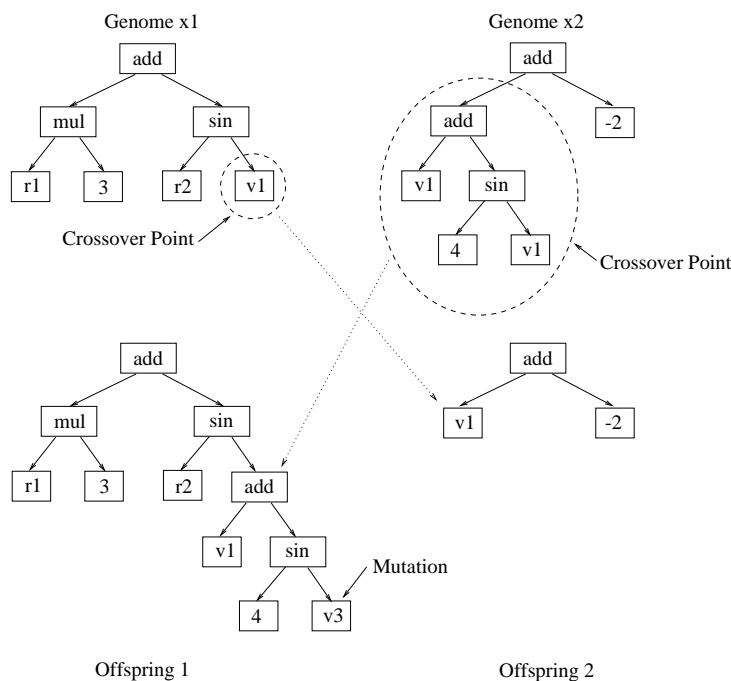 Genome x1
Genome x2
add
add
mul
sin
add
-2
r1
3
r2
v1
v1
sin
Crossover Point
4
v1
Crossover Point
add
add
mul
sin
v1
-2
r1
3
r2
add
v1
sin
Mutation
4
v3
Offspring 1
Offspring 2